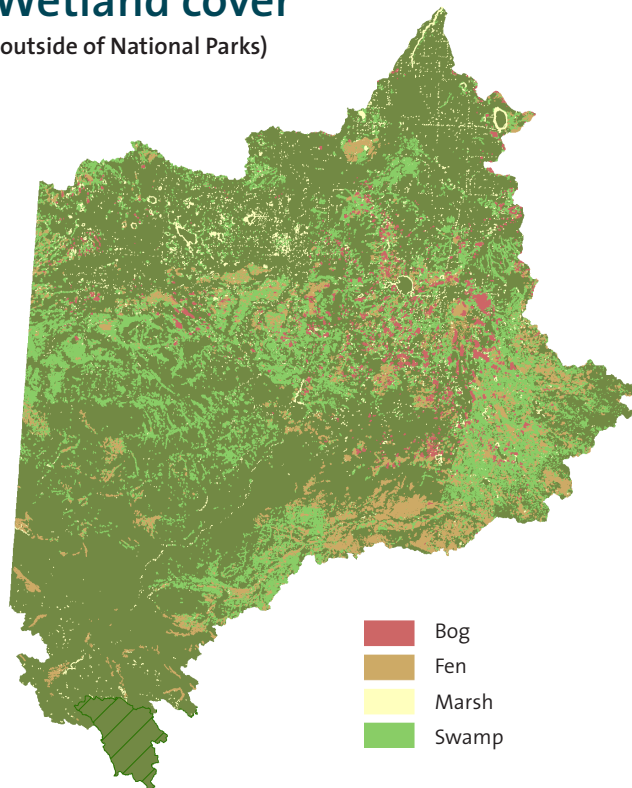 Wetland cover
(outside of National Parks)
Bog
Fen
Marsh
Swamp